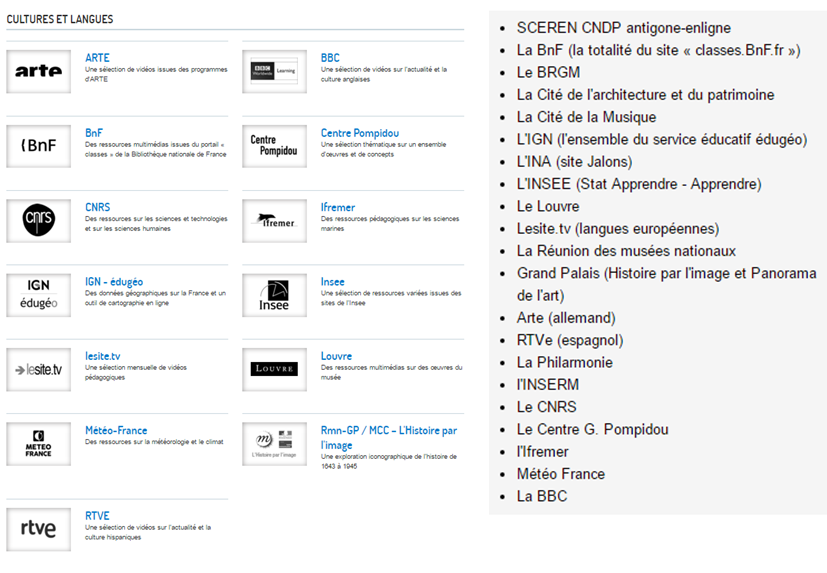 CULTURES ET LANGUES
arte
ARTE
Une sélection de vidéos issues des programmes
d'ARTE
BBC
Worldwide
Learning
BBC
Une sélection de vidéos sur l'actualité et la
culture anglaises
{BnF
BnF
Des ressources multimédias issues du portail «
classes » de la Bibliothèque nationale de France
Centre
Pompidou
Centre Pompidou
Une sélection thématique sur un ensemble
d'œuvres et de concepts
cnrs
CNRS
Des ressources sur les sciences et technologies
et sur les sciences humaines
Ifremer
Ifremer
Des ressources pédagogiques sur les sciences
marines
IGN
édugéo
IGN - édugéo
Des données géographiques sur la France et un
outil de cartographie en ligne
Insee
Insee
Une sélection de ressources variées issues des
sites de l'Insee
lesite.tv
lesite.tv
Une sélection mensuelle de vidéos
pédagogiques
LOUVRE
Louvre
Des ressources multimédias sur des œuvres du
musée
METEO
FRANCE
Météo-France
Des ressources sur la météorologie et le climat
m
L'Histoire par l'image
Rmn-GP / MCC – L'Histoire par
l'image
Une exploration iconographique de l'histoire de
1643 à 1945
rtve
RTVE
Une sélection de vidéos sur l'actualité et la
culture hispaniques
• SCEREN CNDP antigone-enligne
• La BnF (la totalité du site « classes.BnF.fr »)
• Le BRGM
• La Cité de l'architecture et du patrimoine
• La Cité de la Musique
• L'IGN (l'ensemble du service éducatif édugéo)
• L'INA (site Jalons)
• L'INSEE (Stat Apprendre - Apprendre)
• Le Louvre
• Lesite.tv (langues européennes)
• La Réunion des musées nationaux
• Grand Palais (Histoire par l'image et Panorama
de l'art)
• Arte (allemand)
• RTVe (espagnol)
• La Philarmonie
• l'INSERM
• Le CNRS
• Le Centre G. Pompidou
• l'Ifremer
• Météo France
• La BBC